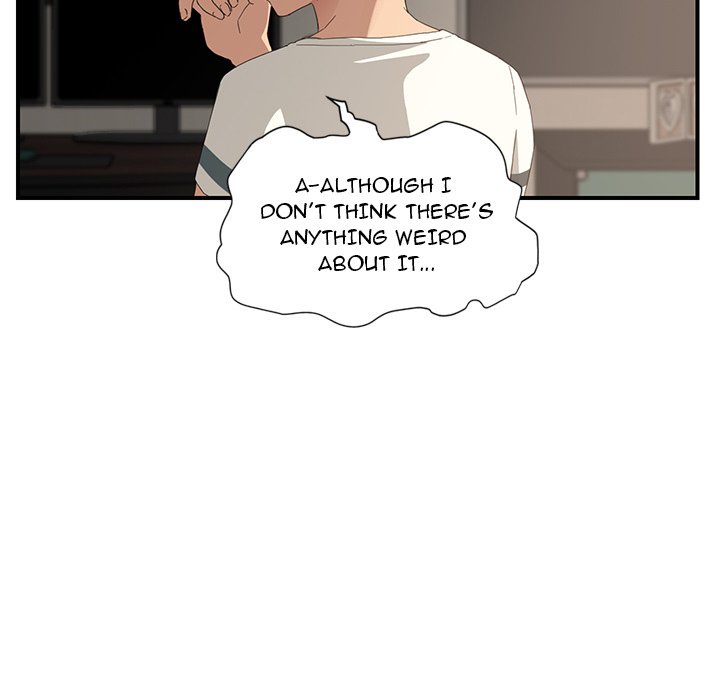 A-ALTHOUGH I
DON'T THINK THERE'S
ANYTHING WEIRD
ABOUT IT...